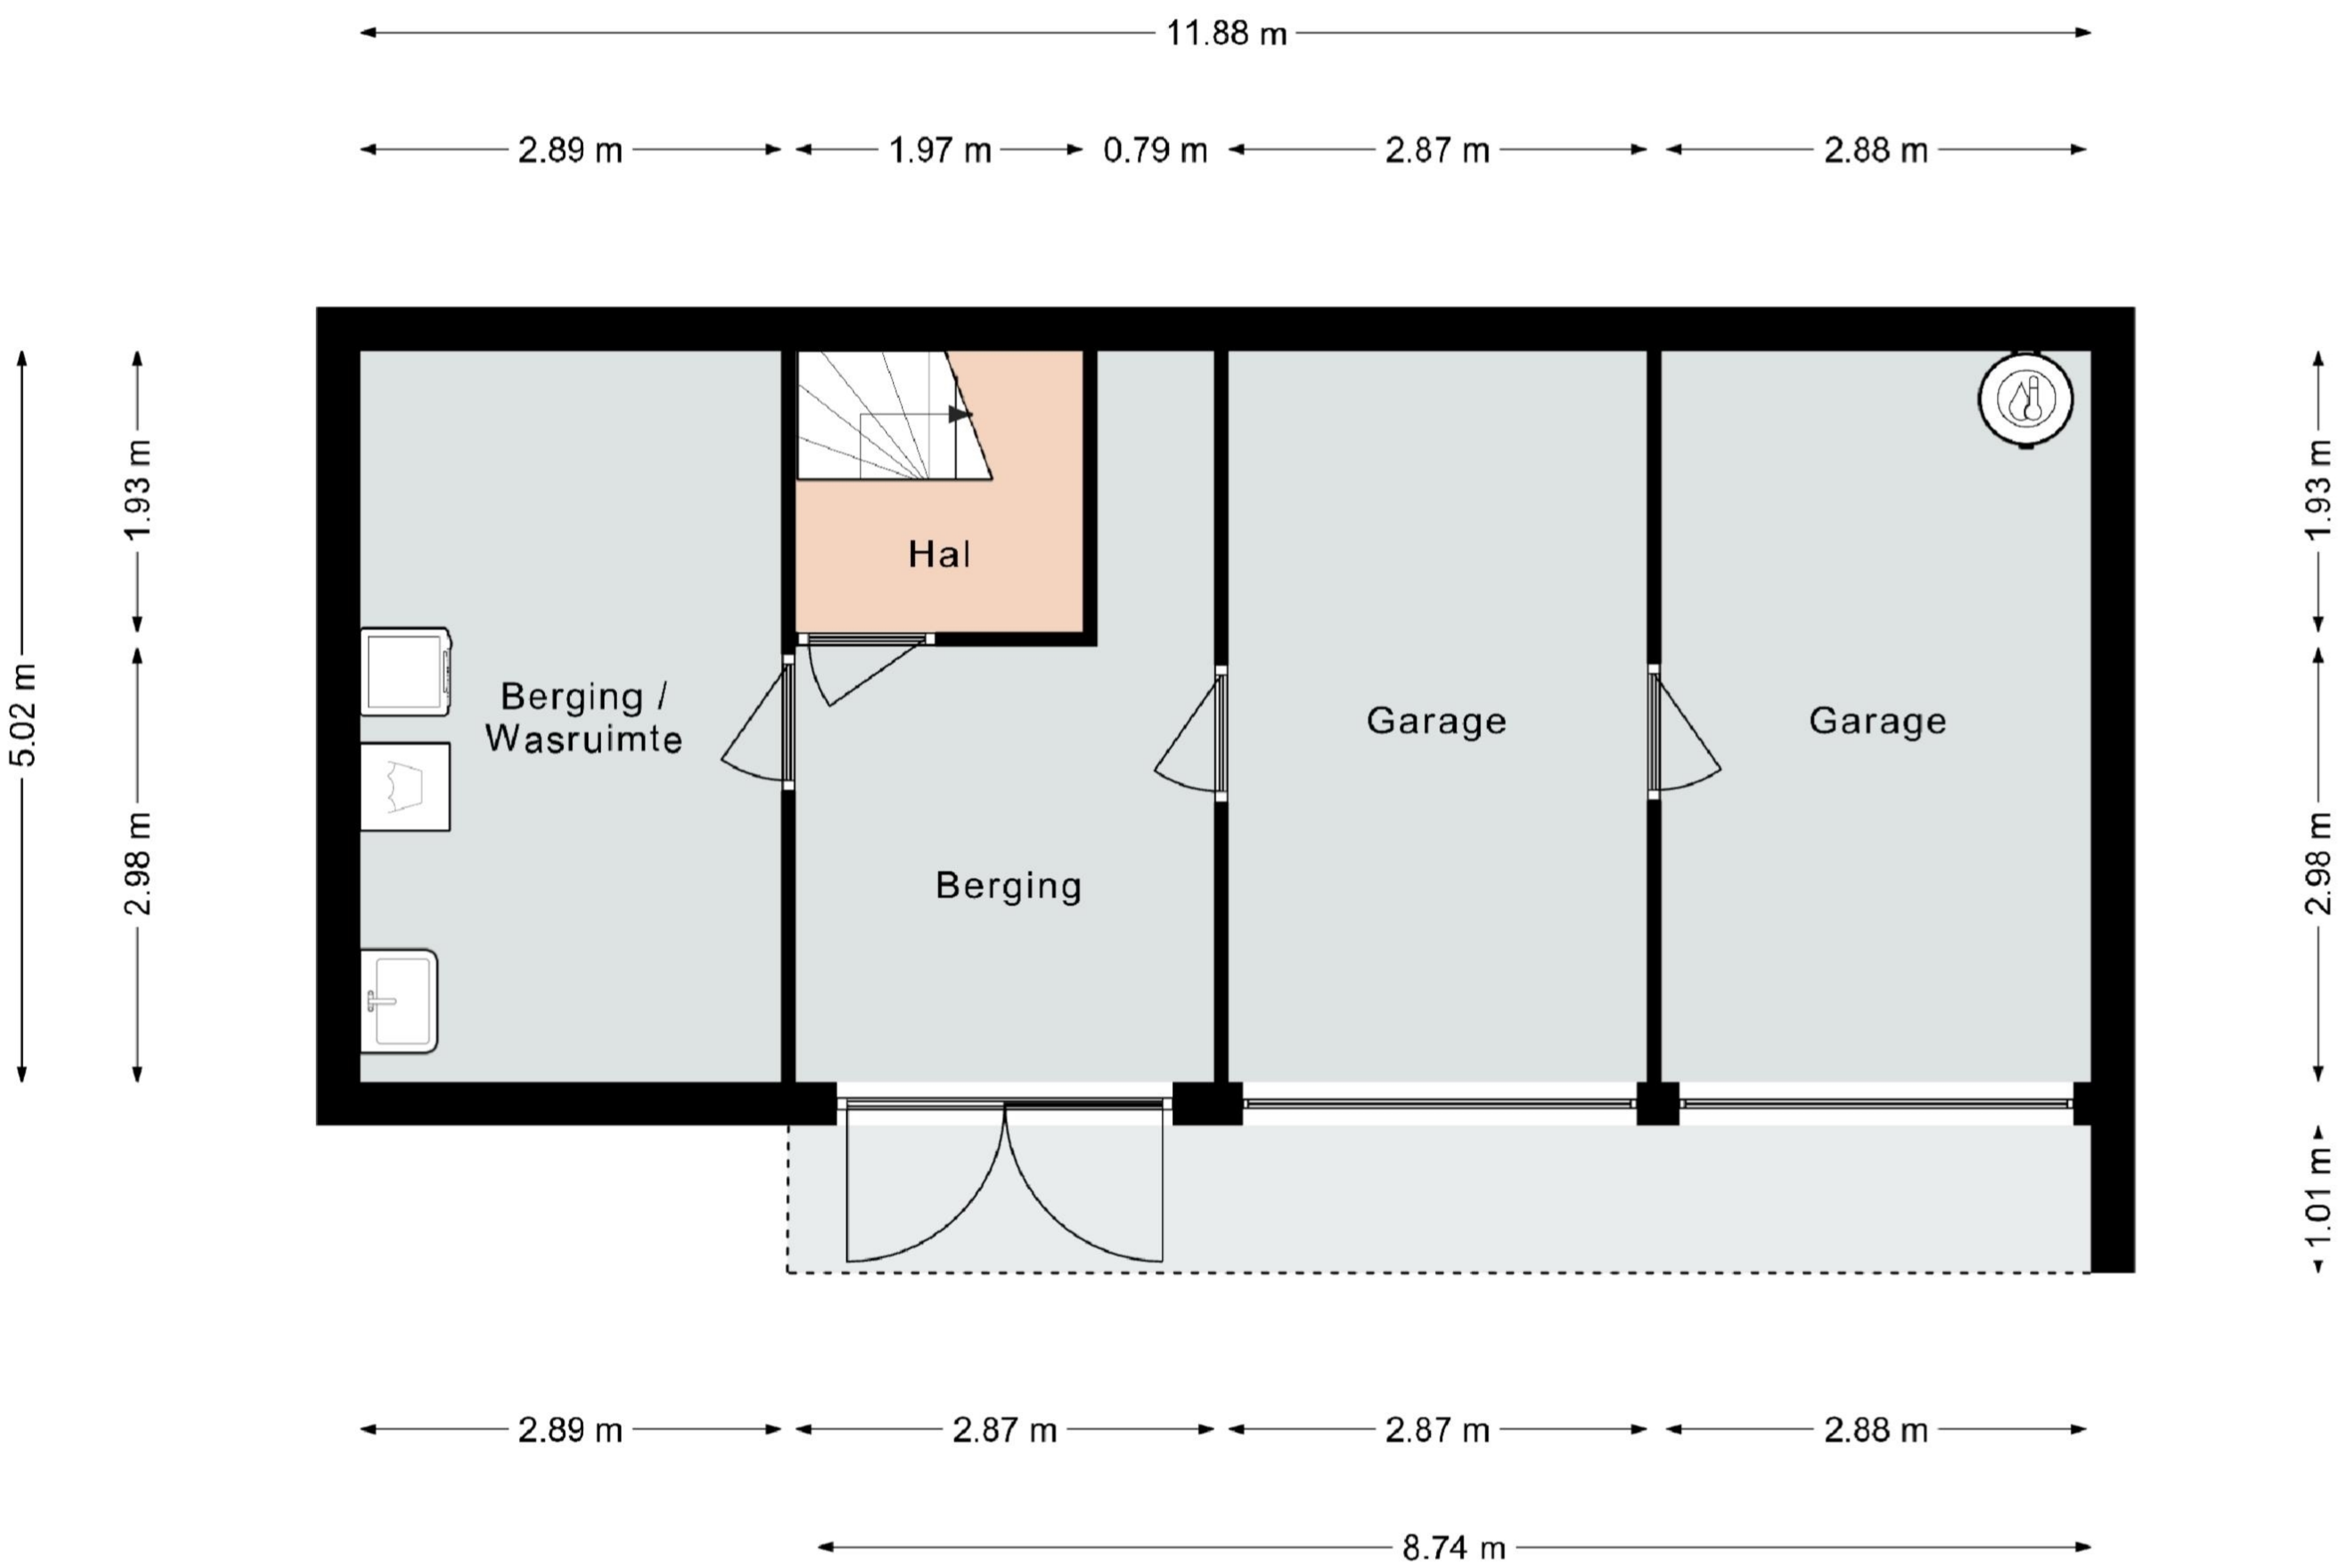 11.88 m
2.89 m
1.97 m
0.79 m
2.87 m
2.88 m
5.02 m
1.93 m
2.98 m
Hal
Berging /
Wasruimte
Garage
Garage
Berging
1.93 m
2.98 m
1.01 m
2.89 m
2.87 m
2.87 m
2.88 m
8.74 m